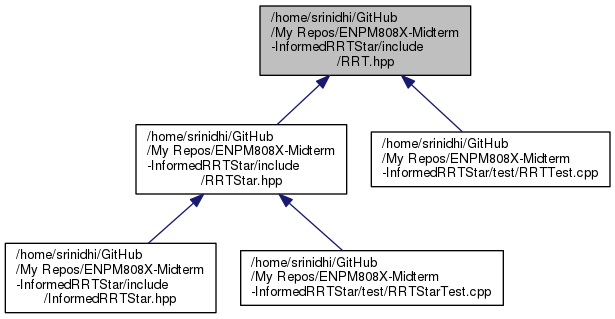 /home/srinidhi/GitHub
/My Repos/ENPM808X-Midterm
-InformedRRTStar/include
/RRT.hpp
/home/srinidhi/GitHub
/My Repos/ENPM808X-Midterm
-InformedRRTStar/include
/RRTStar.hpp
/home/srinidhi/GitHub
/My Repos/ENPM808X-Midterm
-InformedRRTStar/test/RRTTest.cpp
/home/srinidhi/GitHub
/My Repos/ENPM808X-Midterm
-InformedRRTStar/include
/InformedRRTStar.hpp
/home/srinidhi/GitHub
/My Repos/ENPM808X-Midterm
-InformedRRTStar/test/RRTStarTest.cpp